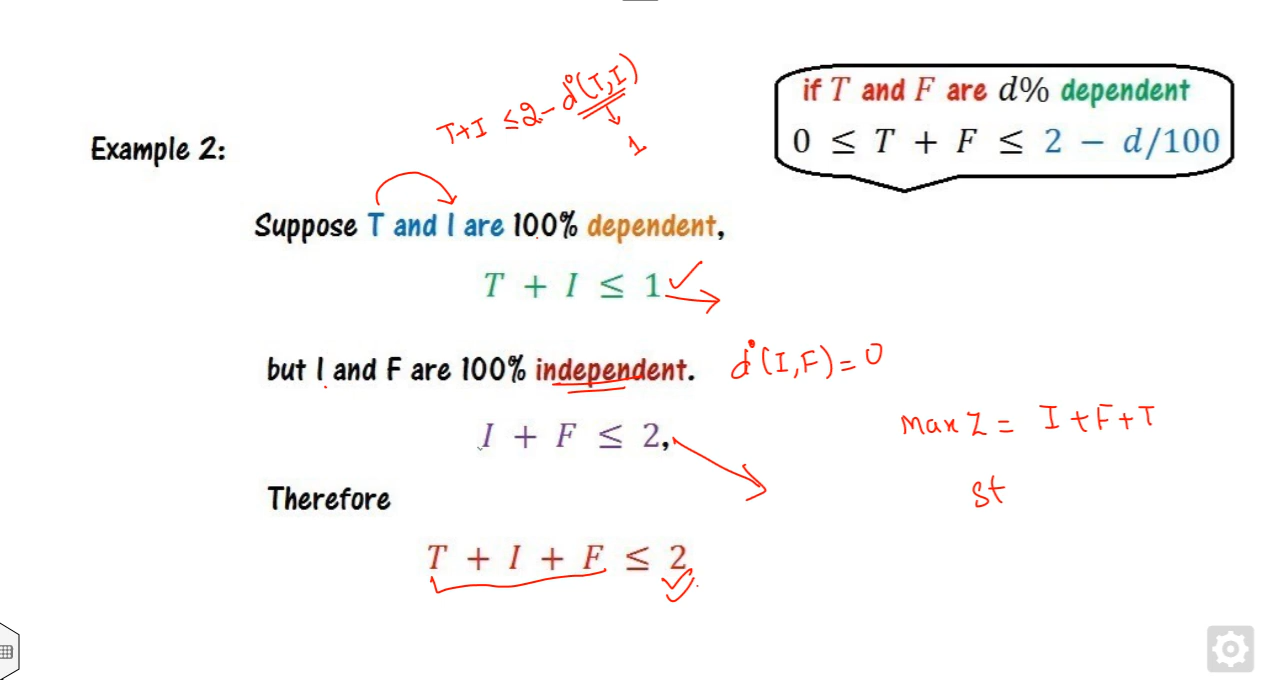 if T and F are d% dependent
0 ≤ T + F ≤ 2 − d/100
T+I ≤ 2 - d°(I,I)
1
Example 2:
Suppose T and I are 100% dependent,
T + I ≤ 1
but I and F are 100% independent.
d°(I,F)=0
I + F ≤ 2,
Max Z = I+F+T
St
Therefore
T + I + F ≤ 2